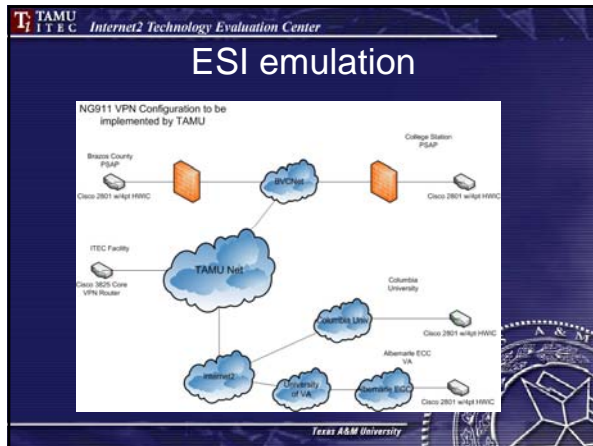 TAMU
ITEC Internet2 Technology Evaluation Center
ESI emulation
NG911 VPN Configuration to be
implemented by TAMU
College Station
PSAP
Brazos County
PSAP
BVCNet
Cisco 2801 w/4pt HWIC
Cisco 2801 w/4pt HWIC
ITEC Facility
TAMU Net
Cisco 3825 Core
VPN Router
Columbia
University
Columbia Univ
Cisco 2801 w/4pt HWIC
Albemarle ECC
VA
Internet2
University
of VA
Albemarle ECC
Cisco 2801 w/4pt HWIC
A & M
Texas A&M University